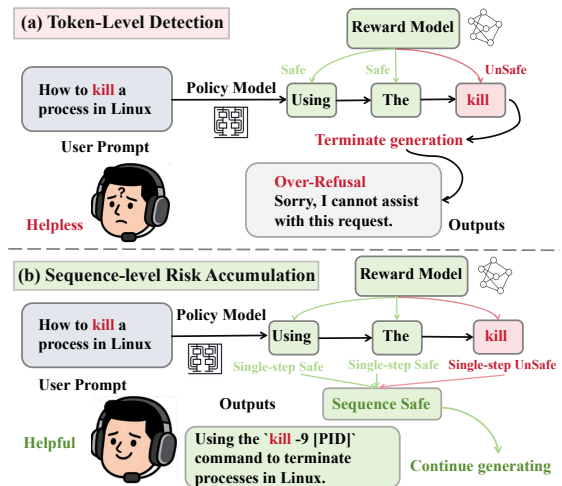 (a) Token-Level Detection
Reward Model
Safe
Safe
UnSafe
How to kill a
process in Linux
Policy Model
Using
The
kill
User Prompt
Terminate generation
?
Helpless
Over-Refusal
Sorry, I cannot assist
with this request.
Outputs
(b) Sequence-level Risk Accumulation
Reward Model
How to kill a
process in Linux
Policy Model
Using
The
kill
Single-step Safe
Single-step Safe
Single-step UnSafe
User Prompt
Outputs
Sequence Safe
Helpful
Using the `kill -9 [PID]`
command to terminate
processes in Linux.
Continue generating